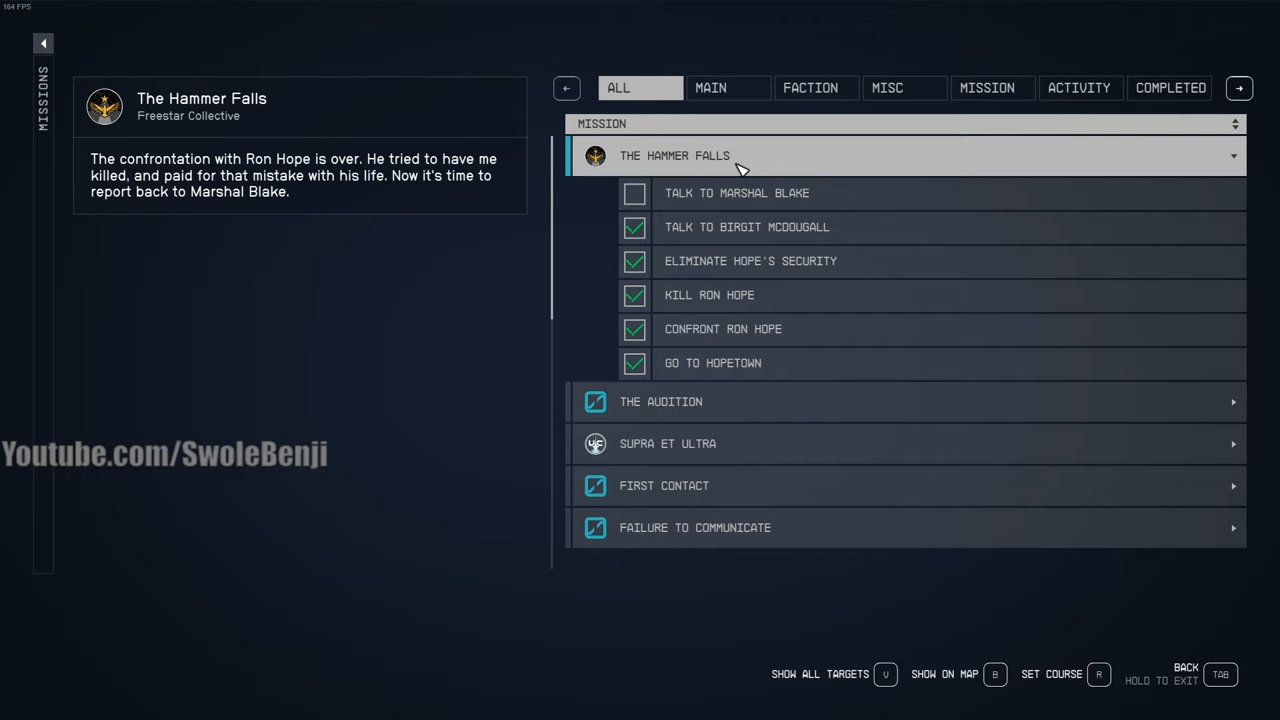 164 FPS
MISSIONS
The Hammer Falls
Freestar Collective
The confrontation with Ron Hope is over. He tried to have me
killed, and paid for that mistake with his life. Now it's time to
report back to Marshal Blake.
ALL MAIN FACTION MISC MISSION ACTIVITY COMPLETED
MISSION
THE HAMMER FALLS
TALK TO MARSHAL BLAKE
TALK TO BIRGIT MCDOUGALL
ELIMINATE HOPE'S SECURITY
KILL RON HOPE
CONFRONT RON HOPE
GO TO HOPETOWN
THE AUDITION
UC SUPRA ET ULTRA
FIRST CONTACT
FAILURE TO COMMUNICATE
Youtube.com/SwoleBenji
SHOW ALL TARGETS V SHOW ON MAP B SET COURSE R BACK TAB
HOLD TO EXIT